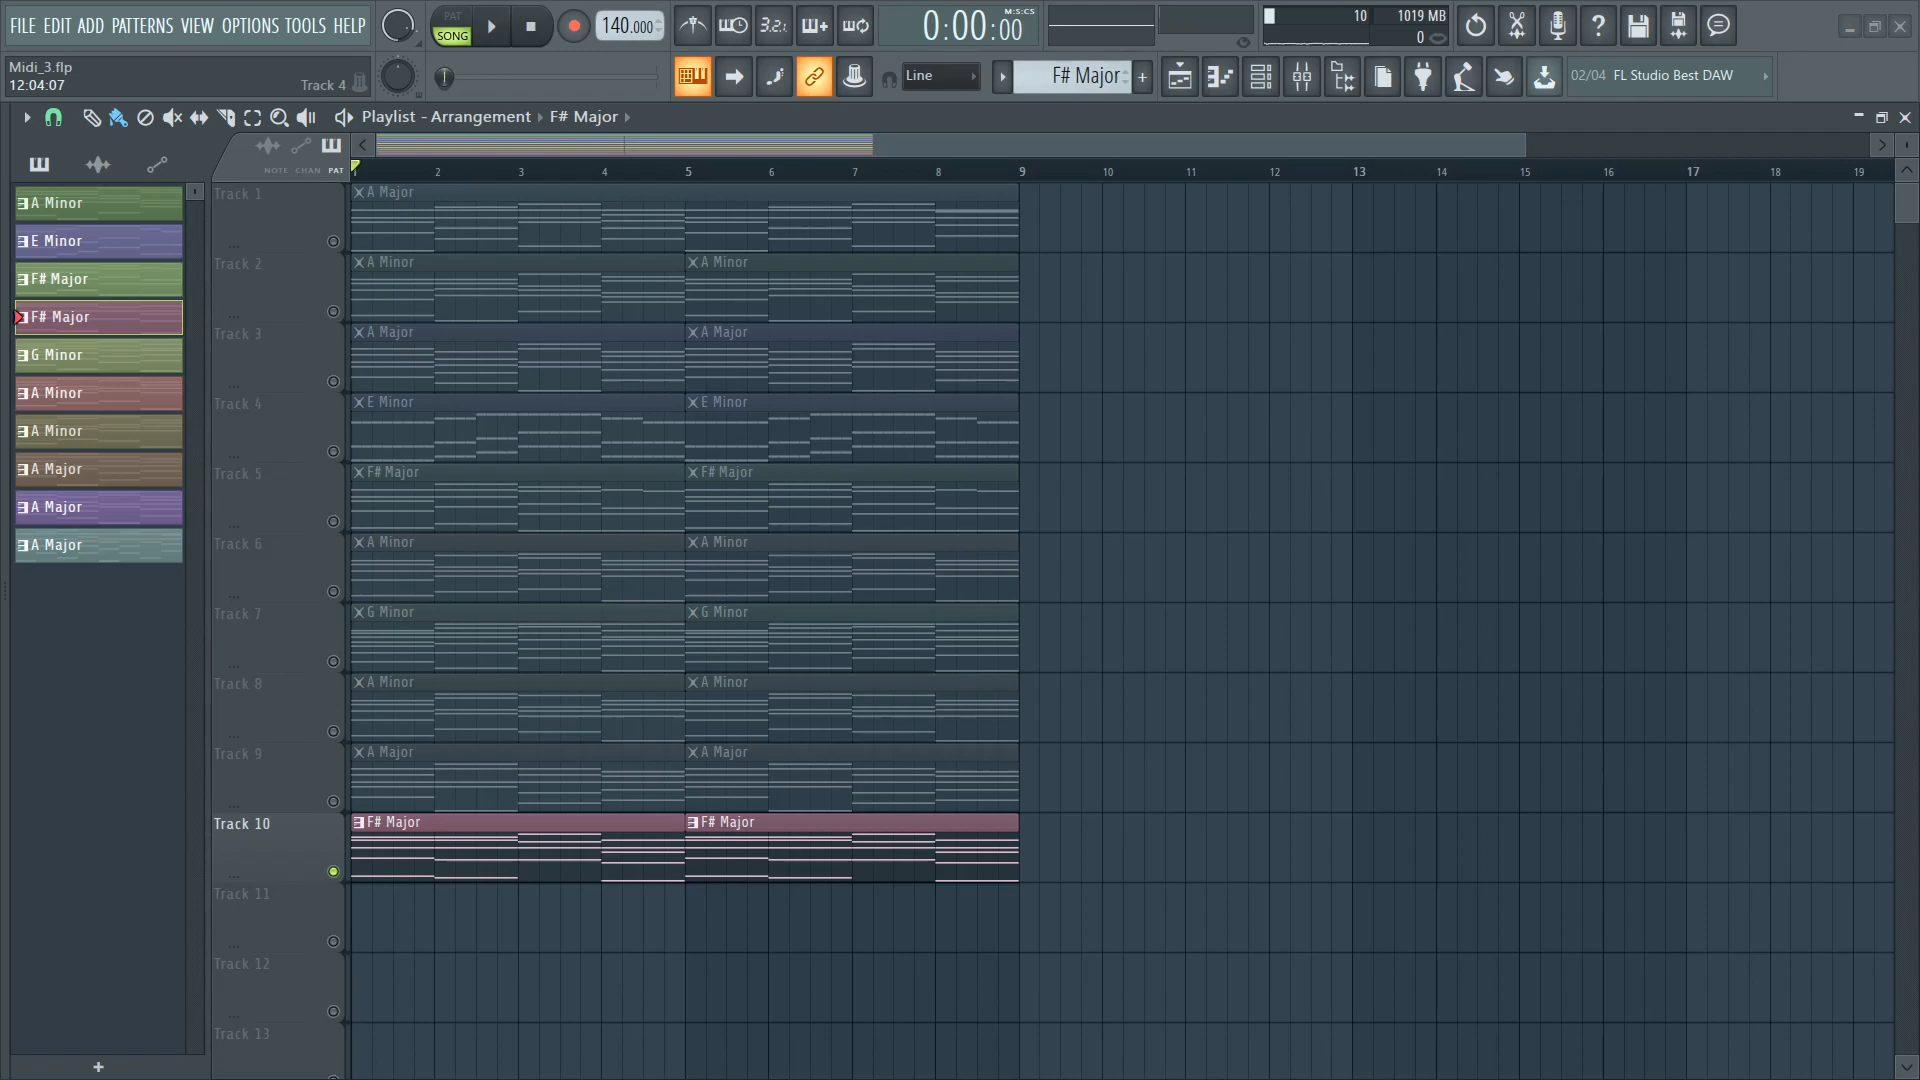 FILE EDIT ADD PATTERNS VIEW OPTIONS TOOLS HELP
PAT
SONG
140.000
3.2.1
0:00:00
M:S:CS
10
1019 MB
0
Midi_3.flp
12:04:07
Track 4
Line
F# Major
+
02/04 FL Studio Best DAW
Playlist - Arrangement › F# Major ›
NOTE CHAN PAT
1 2 3 4 5 6 7 8 9 10 11 12 13 14 15 16 17 18 19
A Minor
E Minor
F# Major
F# Major
G Minor
A Minor
A Minor
A Major
A Major
A Major
+
Track 1
A Major
Track 2
A Minor A Minor
Track 3
A Major A Major
Track 4
E Minor E Minor
Track 5
F# Major F# Major
Track 6
A Minor A Minor
Track 7
G Minor G Minor
Track 8
A Minor A Minor
Track 9
A Major A Major
Track 10
F# Major F# Major
Track 11
Track 12
Track 13